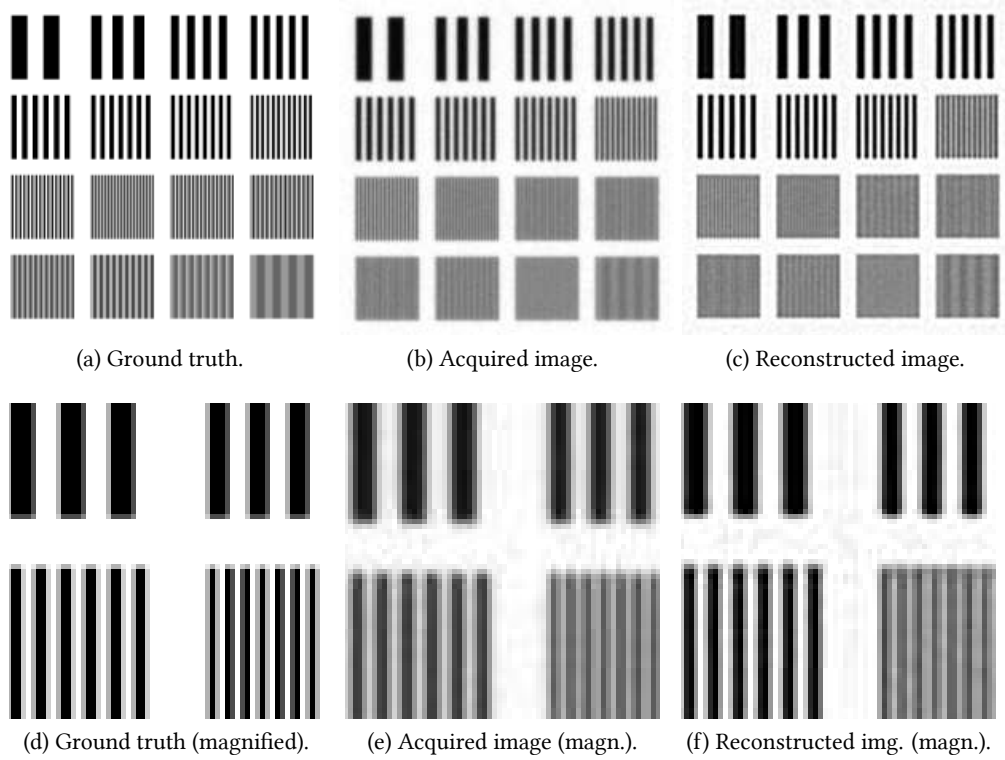 (a) Ground truth.
(b) Acquired image.
(c) Reconstructed image.
(d) Ground truth (magnified).
(e) Acquired image (magn.).
(f) Reconstructed img. (magn.).